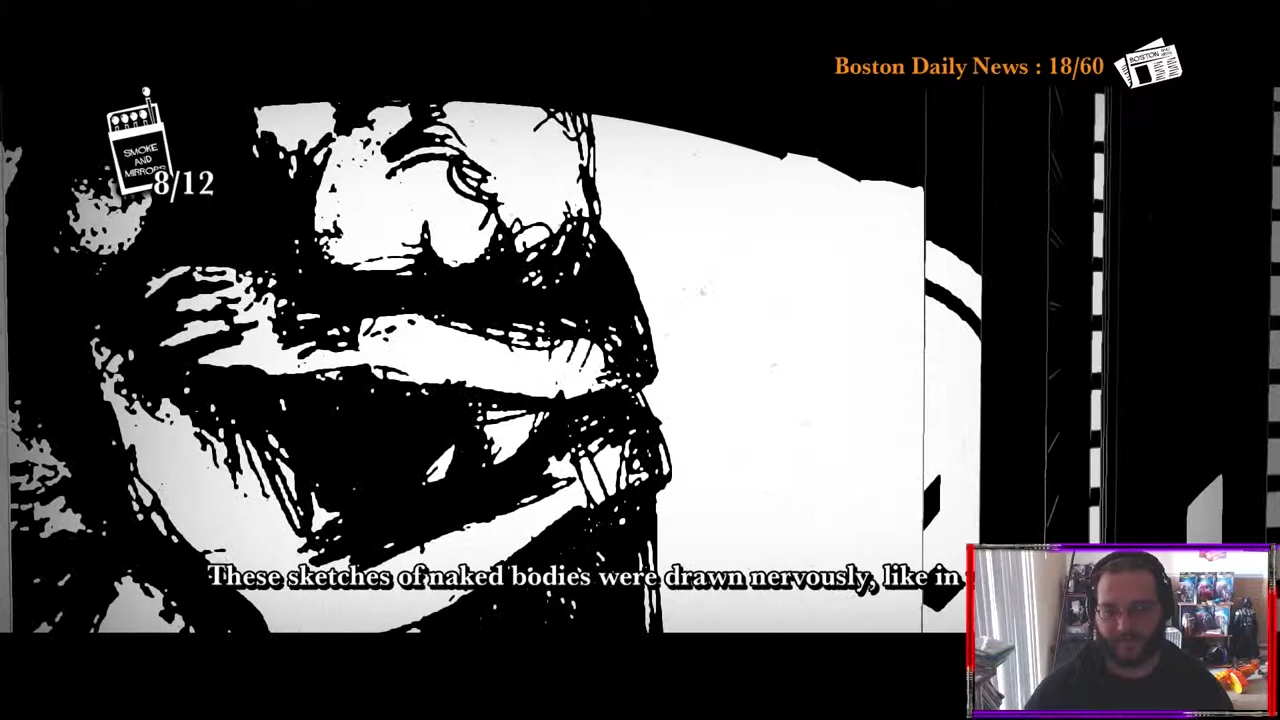 Boston Daily News : 18/60
BOSTON
SMOKE
AND
MIRRORS
8/12
These sketches of naked bodies were drawn nervously, like in